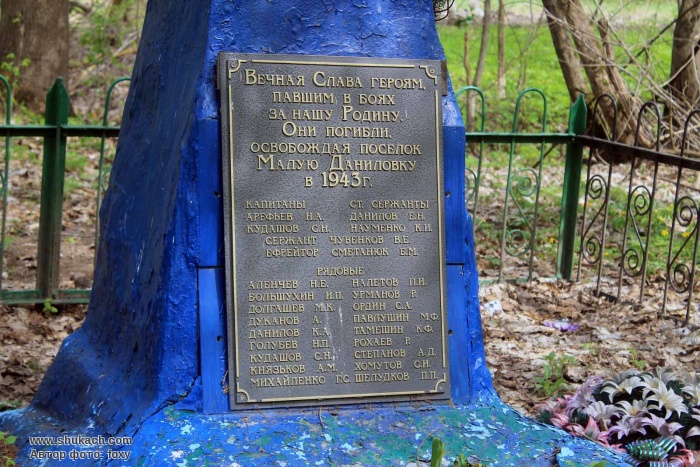 Вечная Слава героям,
павшим в боях
за нашу Родину.
Они погибли,
освобождая поселок
Малую Даниловку
в 1943г.
КАПИТАНЫ СТ. СЕРЖАНТЫ
АРЕФЬЕВ Н.А. ДАНИЛОВ Е.Н.
КУДАШОВ С.Н. НАУМЕНКО К.И.
СЕРЖАНТ ЧУВЕНКОВ В.Е.
ЕФРЕЙТОР СМЕТАНЮК Е.М.
РЯДОВЫЕ
АЛЕНЧЕВ Н.Е. НАЛЕТОВ П.И.
БОЛЬШУХИН И.П. УРМАНОВ Р.
ДОЛГАШЕВ М.К. ОРДИН С.А.
ДУКАНОВ А. ПАВЛУШИН М.Ф.
ДАНИЛОВ К.А. ТАМЕШИН К.Ф.
ГОЛУБЕВ Н.П. РОХАЕВ Р.
КУДАШОВ С.Н. СТЕПАНОВ А.Д.
КНЯЗЬКОВ А.М. ХОМУТОВ С.И.
МИХАЙЛЕНКО Г.С. ШЕЛУДКОВ П.П.
www.shukach.com
Автор фото: foxy